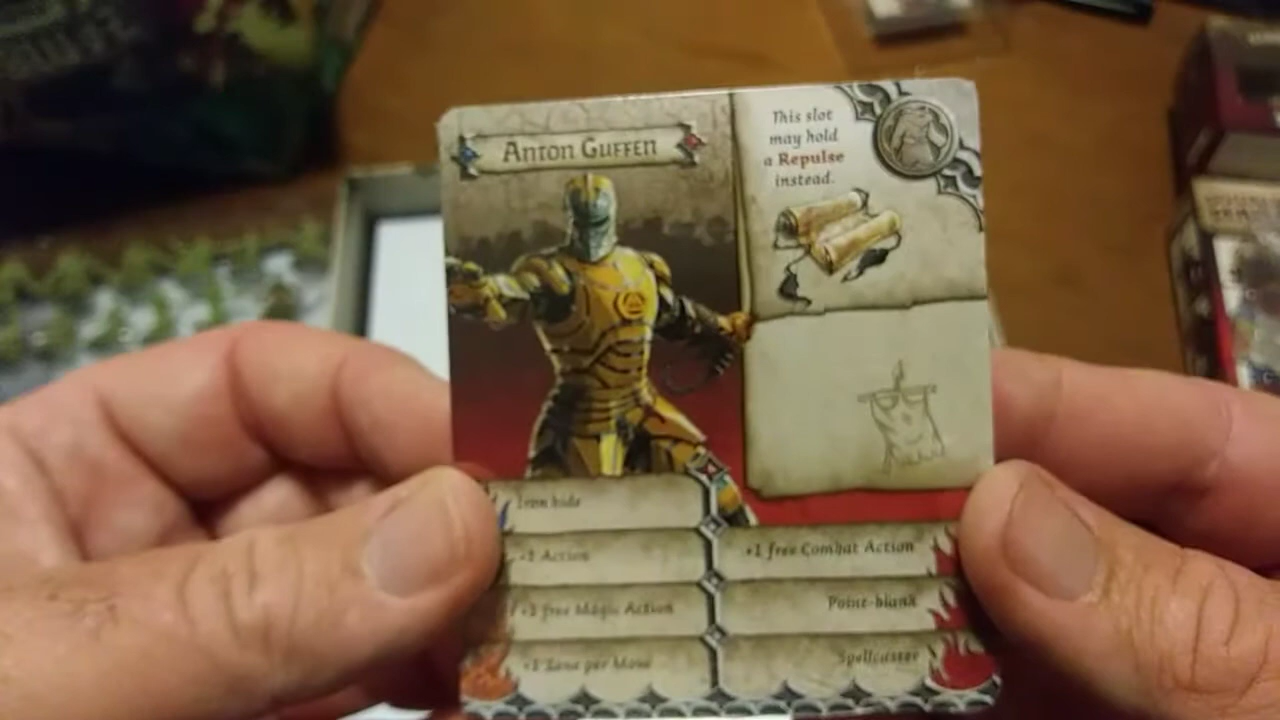 Anton Guffen
This slot
may hold
a Repulse
instead.
Iron hide
+1 Action
+1 free Combat Action
+1 free Magic Action
Point-blank
+1 Zone per Move
Spellcaster